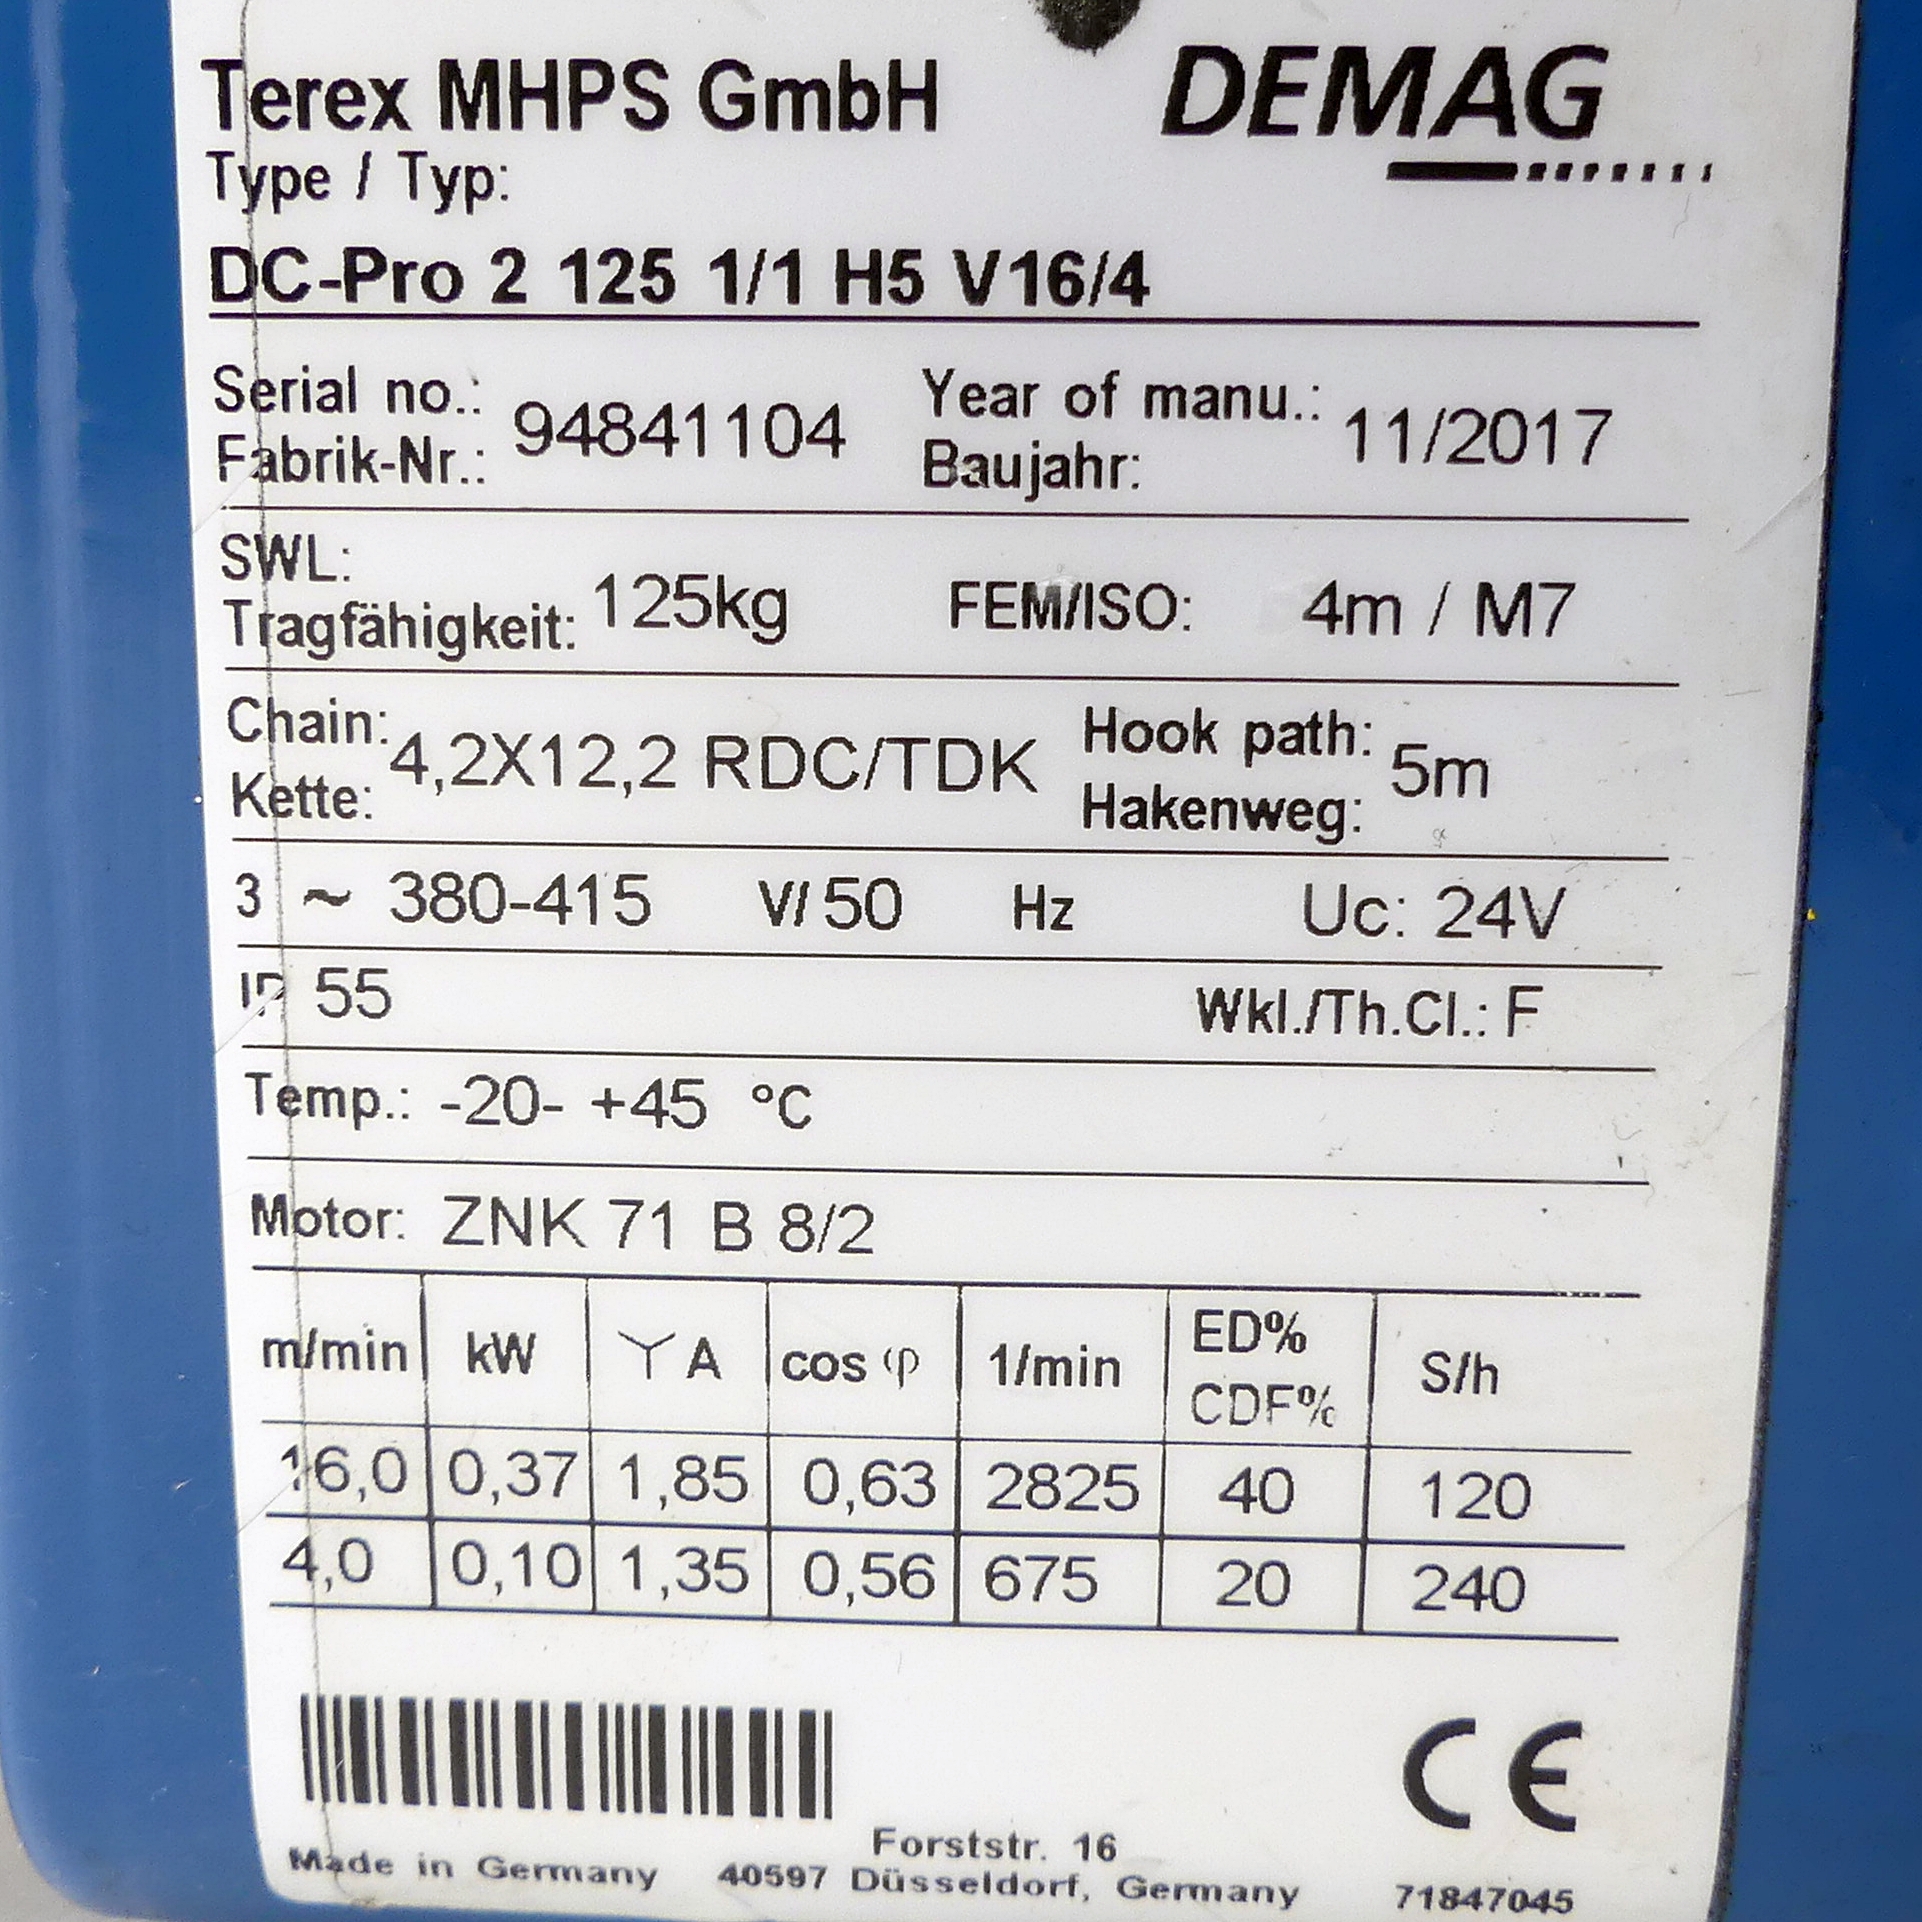 Terex MHPS GmbH DEMAG
Type / Typ:
DC-Pro 2 125 1/1 H5 V16/4
Serial no.: 94841104 Year of manu.: 11/2017
Fabrik-Nr.: Baujahr:
SWL: 125kg FEM/ISO: 4m / M7
Tragfähigkeit:
Chain: 4,2X12,2 RDC/TDK Hook path: 5m
Kette: Hakenweg:
3 ~ 380-415 V/ 50 Hz Uc: 24V
IP 55 Wkl./Th.Cl.: F
Temp.: -20- +45 °C
Motor: ZNK 71 B 8/2
m/min kW Y A cos φ 1/min ED% S/h
CDF%
16,0 0,37 1,85 0,63 2825 40 120
4,0 0,10 1,35 0,56 675 20 240
CE
Forststr. 16
Made in Germany 40597 Düsseldorf, Germany 71847045